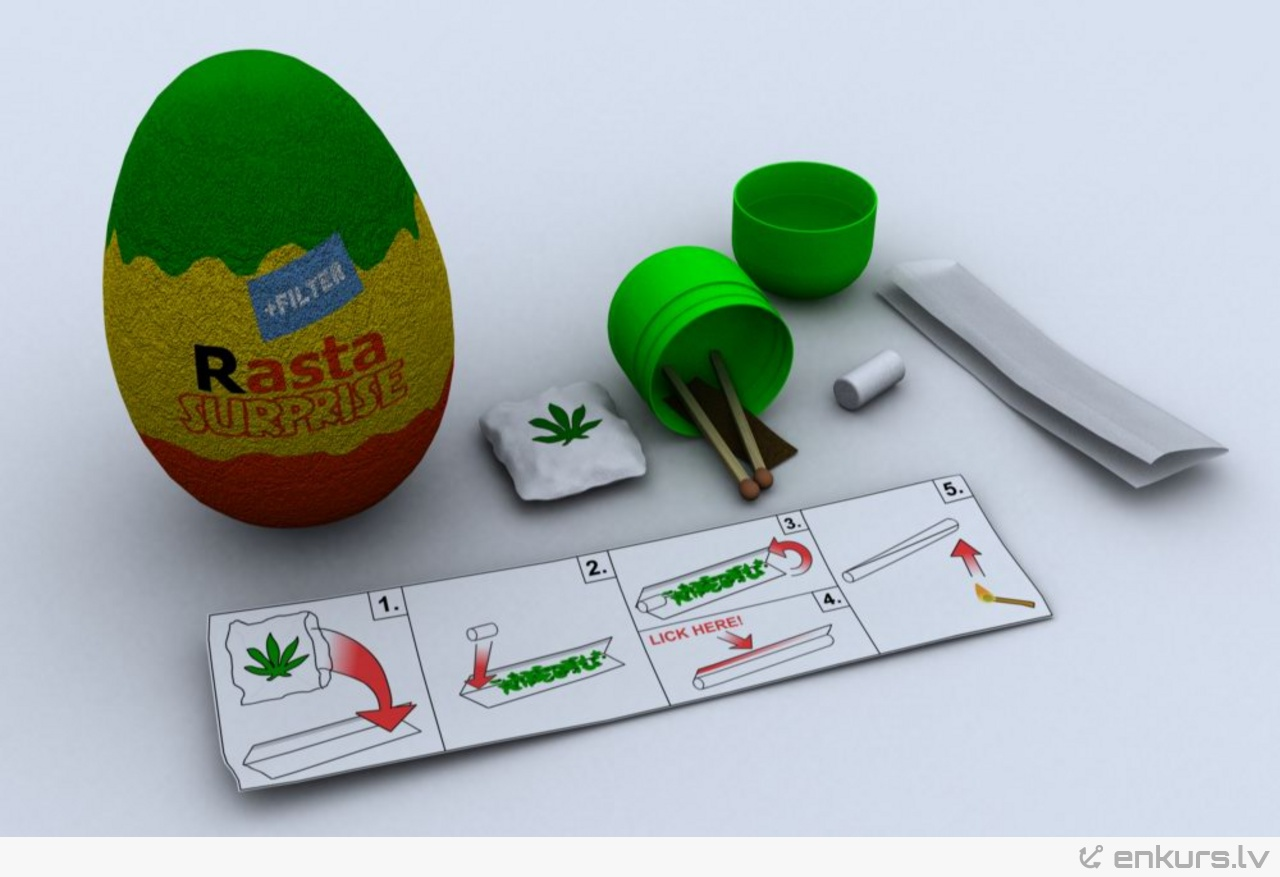 +FILTER
Rasta
SURPRISE
1.
2.
3.
4.
LICK HERE!
5.
enkurs.lv